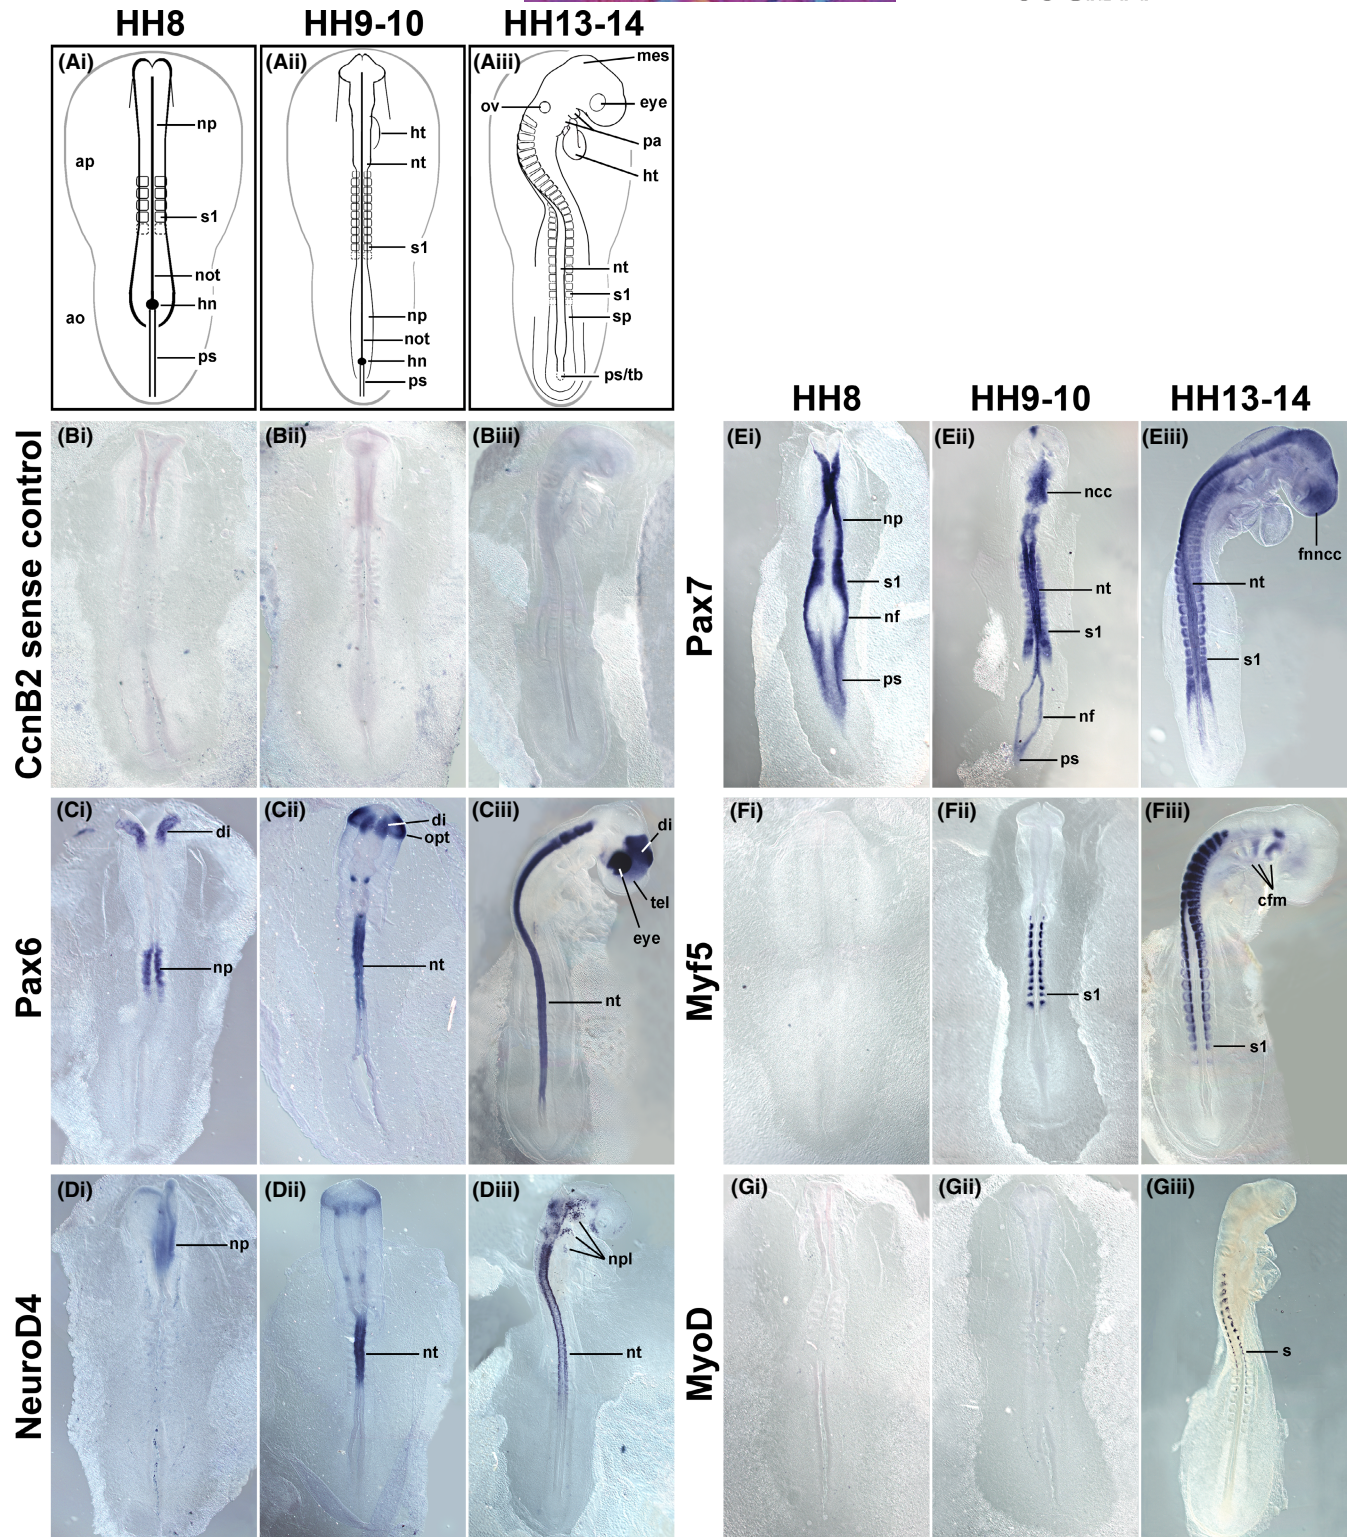 HH8 HH9-10 HH13-14
(Ai) (Aii) (Aiii)
np
ap
s1
not
hn
ao
ps
ht
nt
s1
np
not
hn
ps
mes
ov
eye
pa
ht
nt
s1
sp
ps/tb
HH8 HH9-10 HH13-14
CcnB2 sense control
(Bi) (Bii) (Biii)
Pax7
(Ei) (Eii) (Eiii)
np
s1
nf
ps
ncc
nt
s1
nf
ps
fnncc
nt
s1
Pax6
(Ci) (Cii) (Ciii)
di
np
di
opt
nt
di
tel
eye
nt
Myf5
(Fi) (Fii) (Fiii)
s1
cfm
s1
NeuroD4
(Di) (Dii) (Diii)
np
nt
npl
nt
MyoD
(Gi) (Gii) (Giii)
s